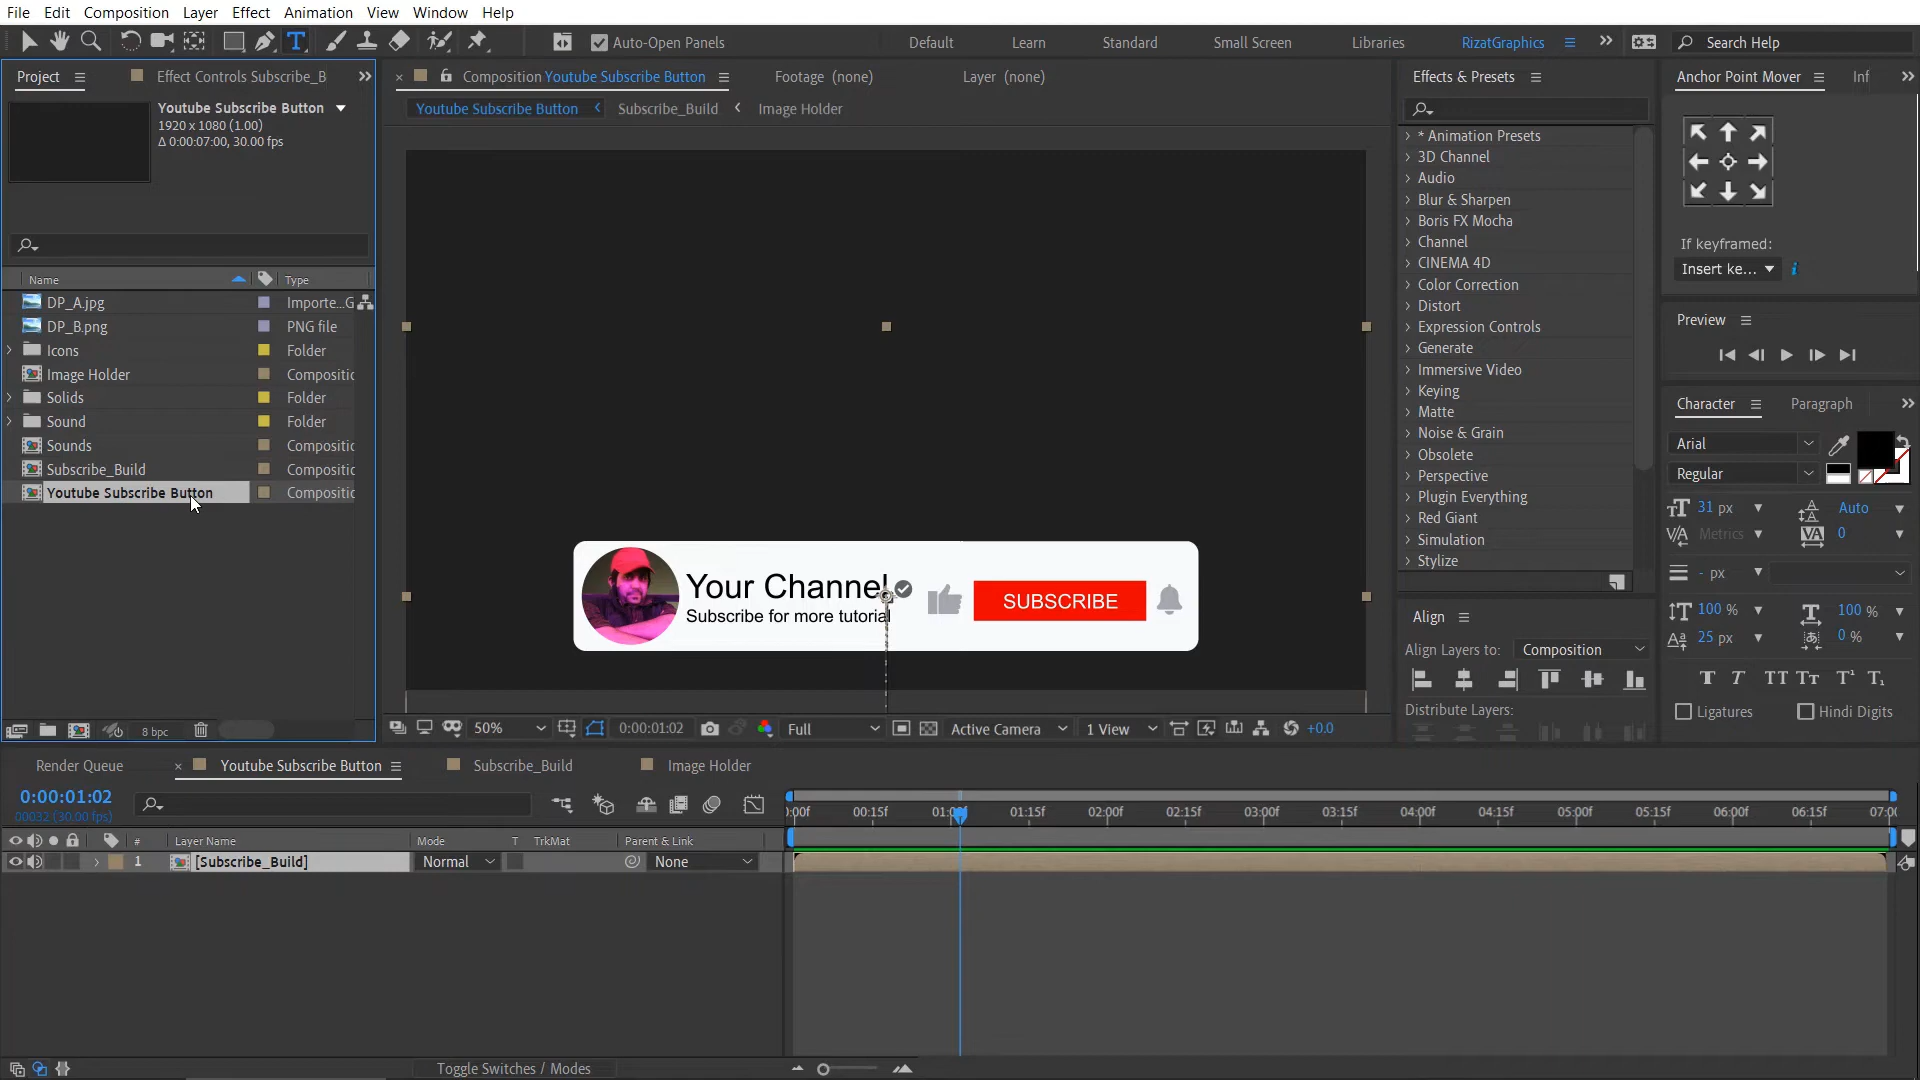 File Edit Composition Layer Effect Animation View Window Help
Auto-Open Panels Default Learn Standard Small Screen Libraries RizatGraphics Search Help
Project Effect Controls Subscribe_B
Youtube Subscribe Button
1920 x 1080 (1.00)
Δ 0:00:07:00, 30.00 fps
Name Type
DP_A.jpg Importe...G
DP_B.png PNG file
Icons Folder
Image Holder Compositic
Solids Folder
Sound Folder
Sounds Compositic
Subscribe_Build Compositic
Youtube Subscribe Button Compositic
8 bpc
Composition Youtube Subscribe Button Footage (none) Layer (none)
Youtube Subscribe Button Subscribe_Build Image Holder
Your Channel
Subscribe for more tutorial
SUBSCRIBE
50% 0:00:01:02 Full Active Camera 1 View +0.0
Effects & Presets
* Animation Presets
3D Channel
Audio
Blur & Sharpen
Boris FX Mocha
Channel
CINEMA 4D
Color Correction
Distort
Expression Controls
Generate
Immersive Video
Keying
Matte
Noise & Grain
Obsolete
Perspective
Plugin Everything
Red Giant
Simulation
Stylize
Align
Align Layers to: Composition
Distribute Layers:
Anchor Point Mover Inf
If keyframed:
Insert ke...
Preview
Character Paragraph
Arial
Regular
31 px Auto
Metrics 0
- px
100 % 100 %
25 px 0 %
T T TT Tt T¹ T₁
Ligatures Hindi Digits
Render Queue Youtube Subscribe Button Subscribe_Build Image Holder
0:00:01:02
00032 (30.00 fps)
:00f 00:15f 01:00f 01:15f 02:00f 02:15f 03:00f 03:15f 04:00f 04:15f 05:00f 05:15f 06:00f 06:15f 07:00
# Layer Name Mode T TrkMat Parent & Link
1 [Subscribe_Build] Normal None
Toggle Switches / Modes